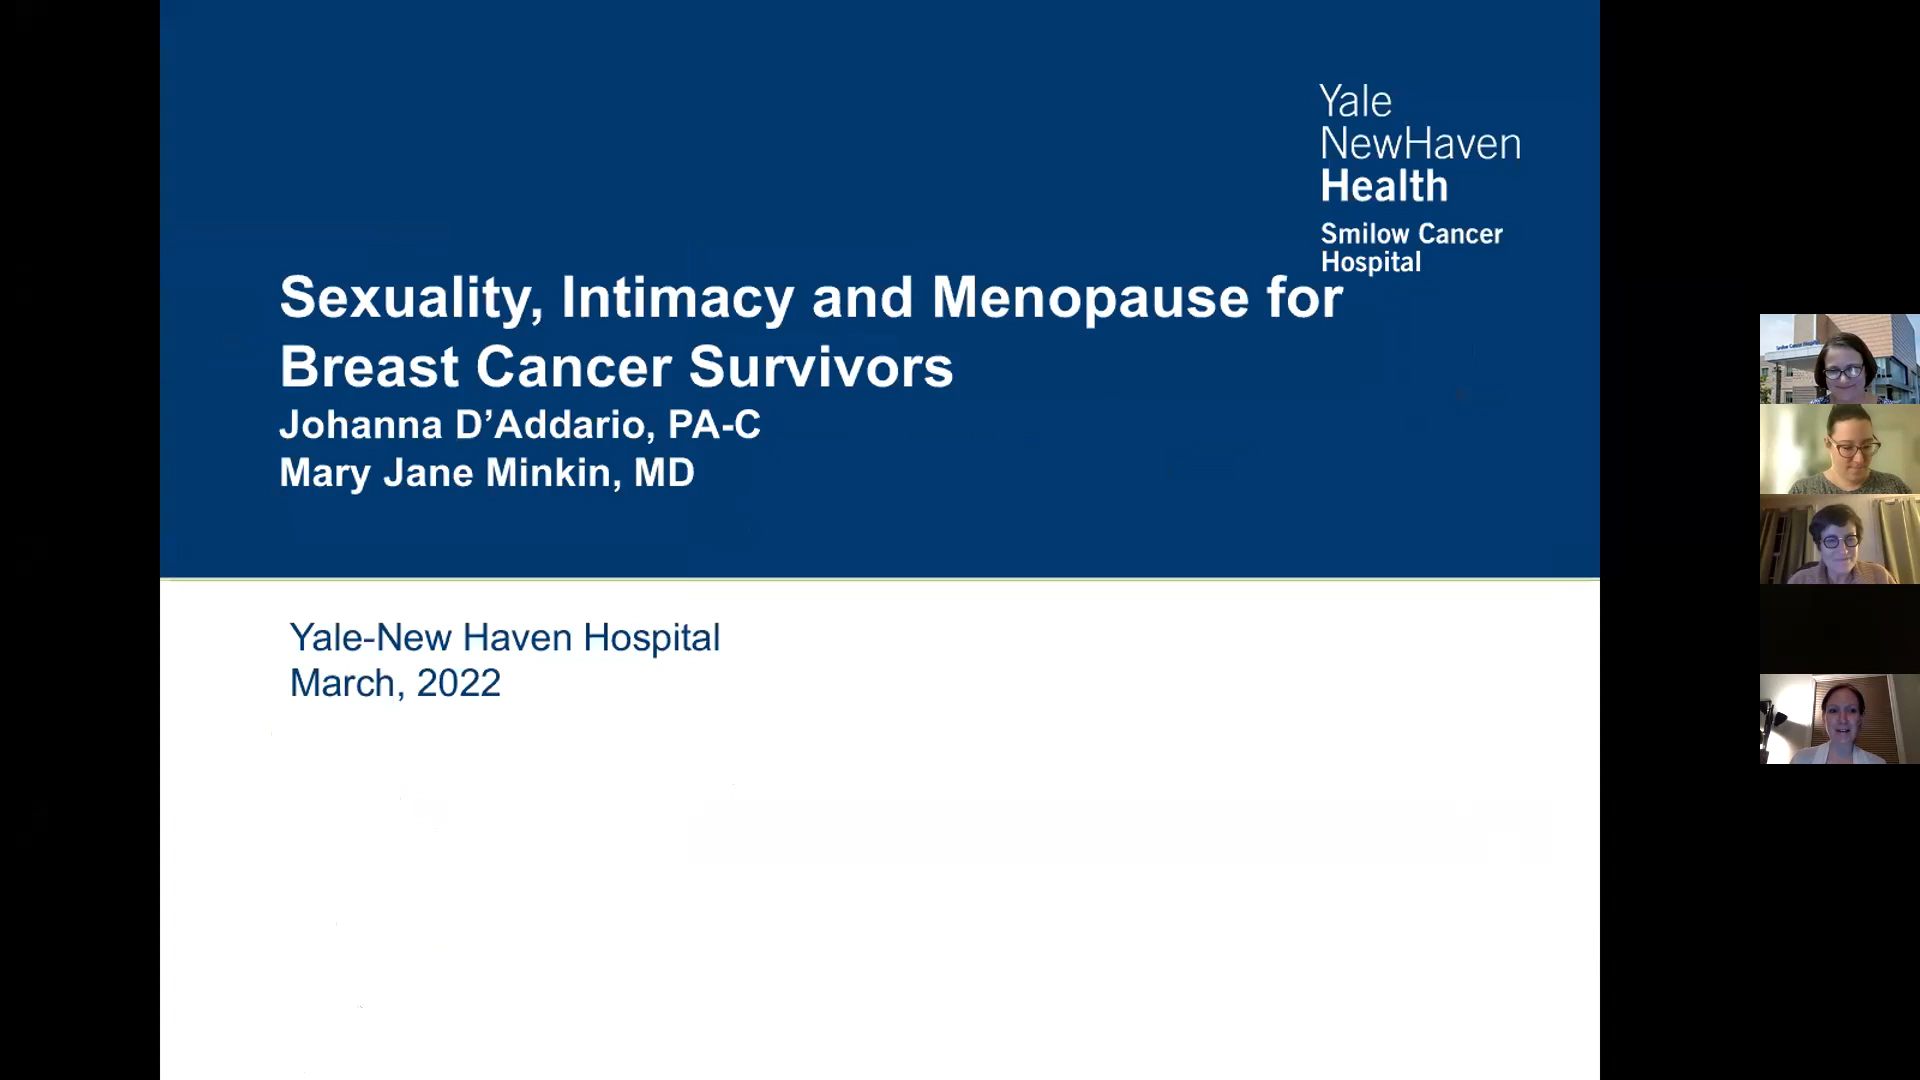 Yale
NewHaven
Health
Smilow Cancer
Hospital
Sexuality, Intimacy and Menopause for
Breast Cancer Survivors
Johanna D’Addario, PA-C
Mary Jane Minkin, MD
Yale-New Haven Hospital
March, 2022